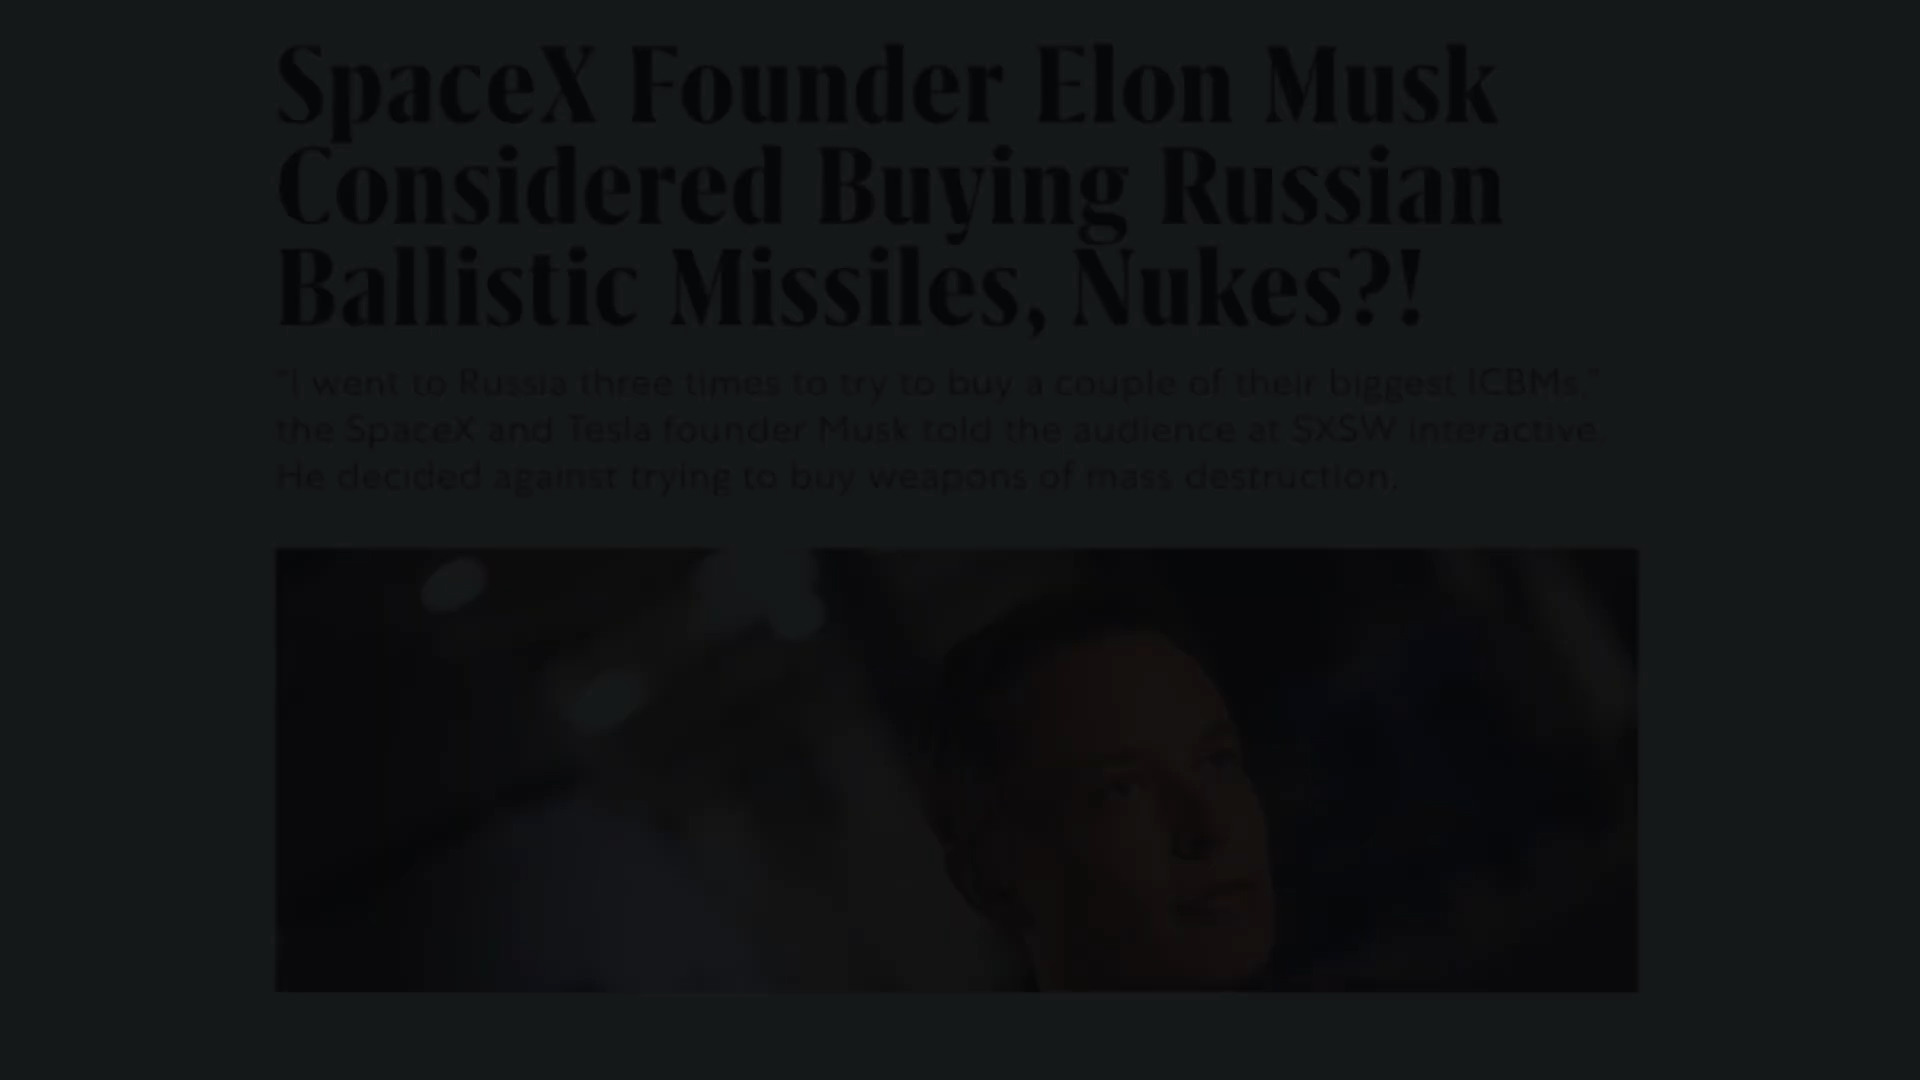 SpaceX Founder Elon Musk
Considered Buying Russian
Ballistic Missiles, Nukes?!
"I went to Russia three times to try to buy a couple of their biggest ICBMs,"
the SpaceX and Tesla founder Musk told the audience at SXSW interactive.
He decided against trying to buy weapons of mass destruction.